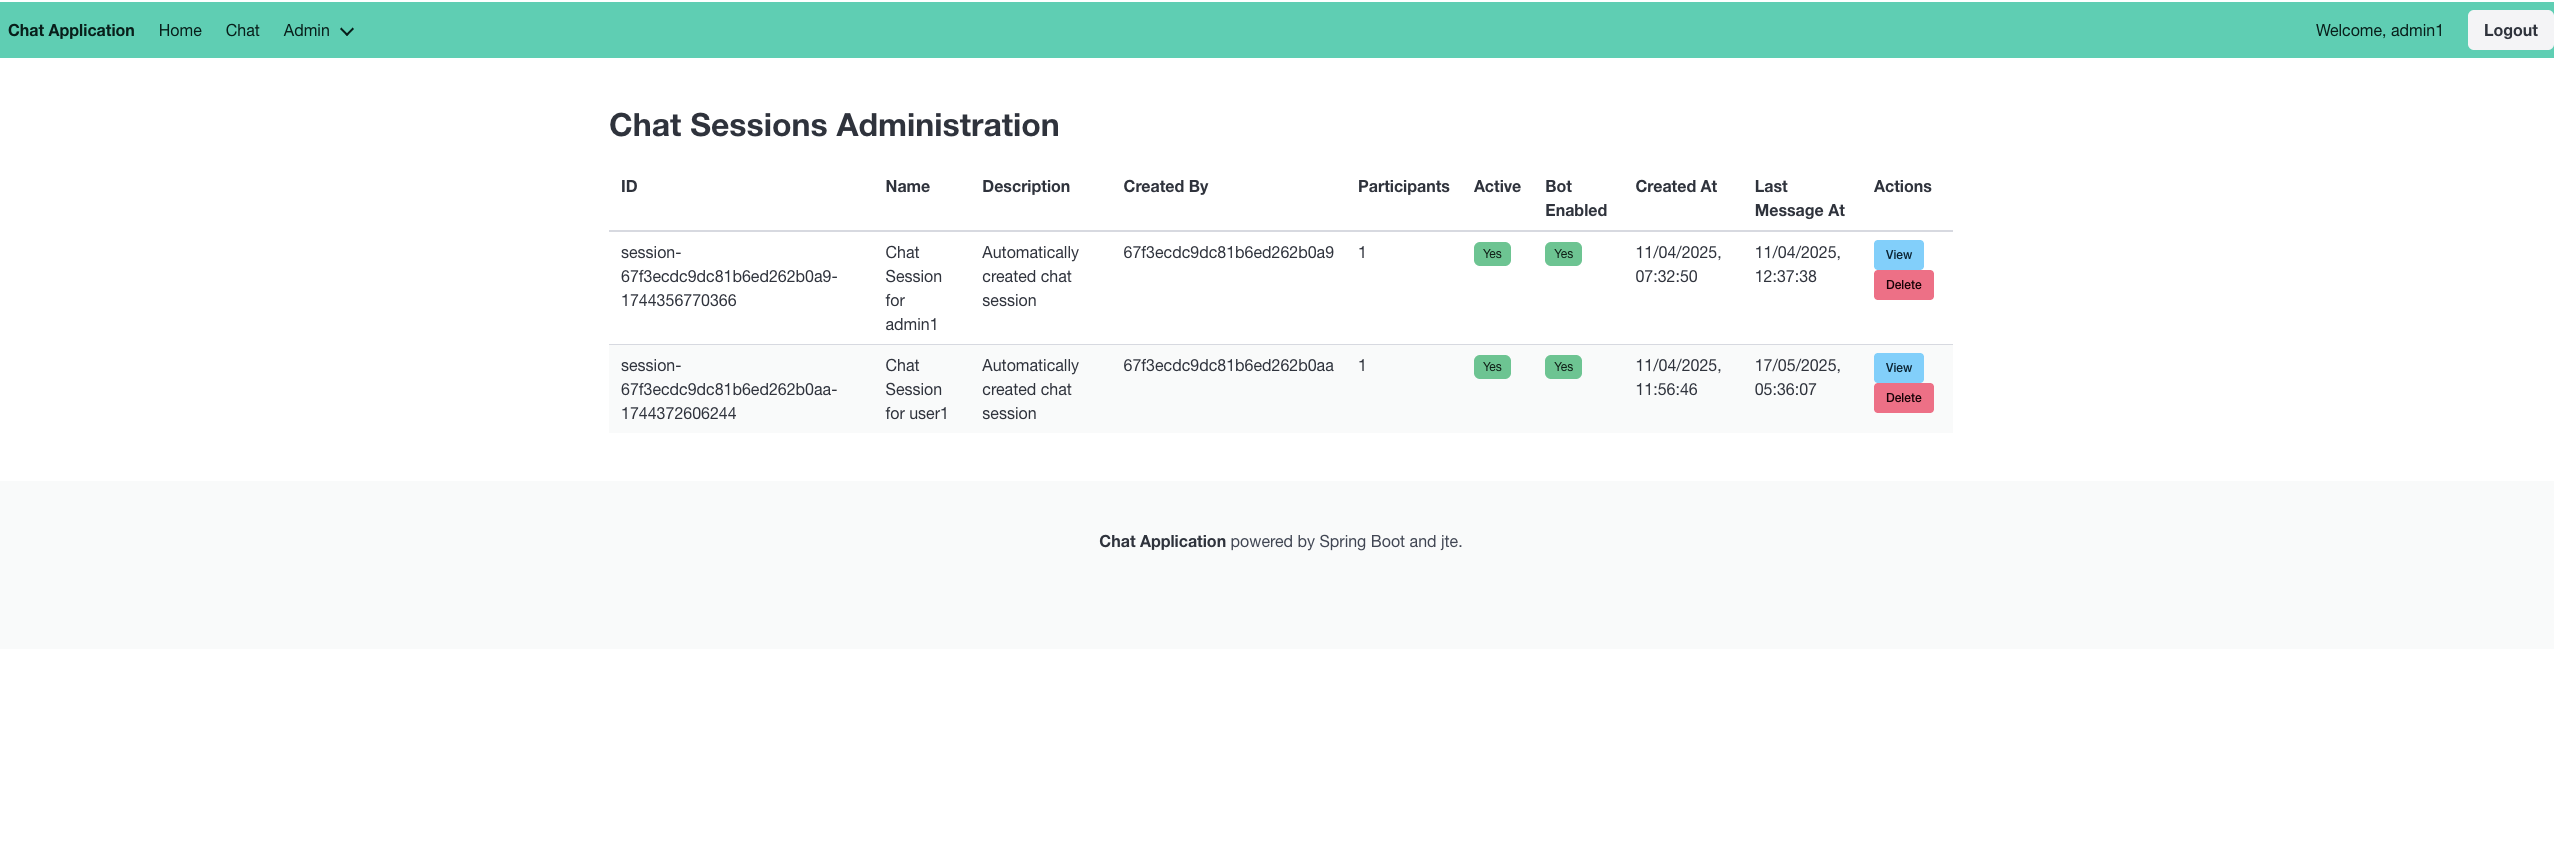 Chat Application Home Chat Admin Welcome, admin1 Logout
Chat Sessions Administration
ID Name Description Created By Participants Active Bot Enabled Created At Last Message At Actions
session-
67f3ecdc9dc81b6ed262b0a9-
1744356770366
Chat
Session
for
admin1
Automatically
created chat
session
67f3ecdc9dc81b6ed262b0a9
1
Yes
Yes
11/04/2025,
07:32:50
11/04/2025,
12:37:38
View
Delete
session-
67f3ecdc9dc81b6ed262b0aa-
1744372606244
Chat
Session
for user1
Automatically
created chat
session
67f3ecdc9dc81b6ed262b0aa
1
Yes
Yes
11/04/2025,
11:56:46
17/05/2025,
05:36:07
View
Delete
Chat Application powered by Spring Boot and jte.